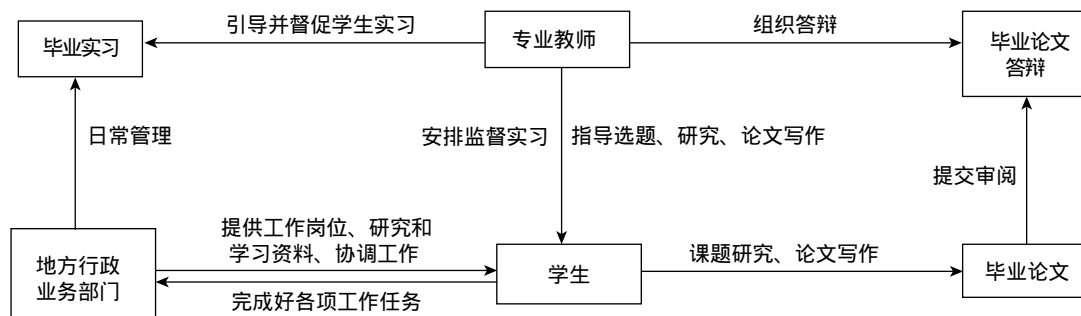 引导并督促学生实习
专业教师
组织答辩
毕业实习
毕业论文
答辩
日常管理
安排监督实习
指导选题、研究、论文写作
提交审阅
提供工作岗位、研究和
学习资料、协调工作
地方行政
业务部门
学生
课题研究、论文写作
毕业论文
完成好各项工作任务